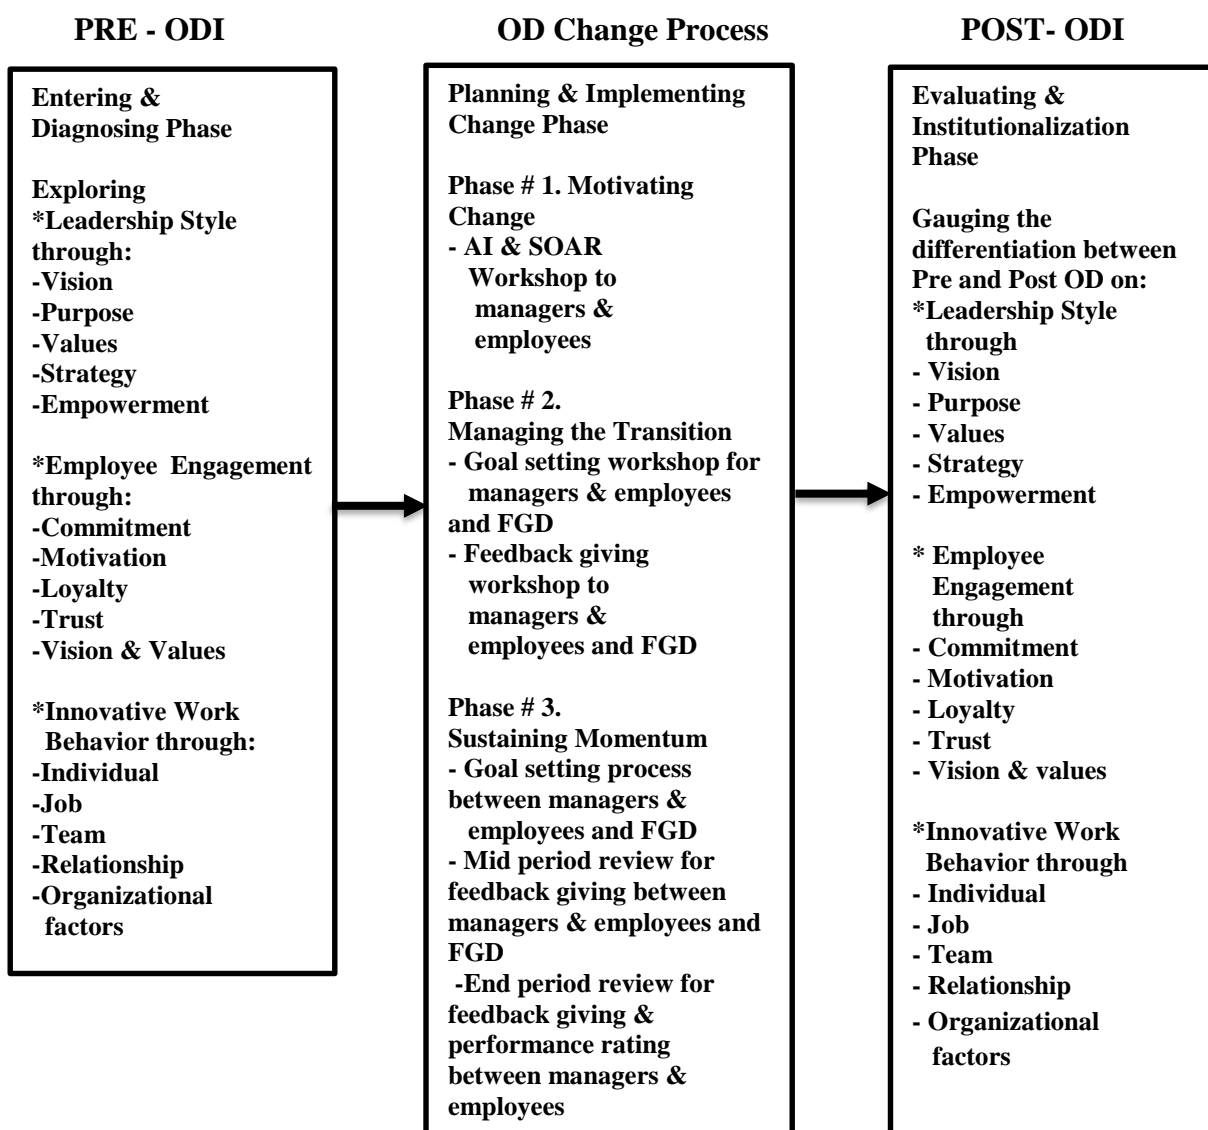 PRE - ODI
Entering &
Diagnosing Phase
Exploring
*Leadership Style
through:
-Vision
-Purpose
-Values
-Strategy
-Empowerment
*Employee Engagement
through:
-Commitment
-Motivation
-Loyalty
-Trust
-Vision & Values
*Innovative Work
Behavior through:
-Individual
-Job
-Team
-Relationship
-Organizational
factors
OD Change Process
Planning & Implementing
Change Phase
Phase # 1. Motivating
Change
- AI & SOAR
Workshop to
managers &
employees
Phase # 2.
Managing the Transition
- Goal setting workshop for
managers & employees
and FGD
- Feedback giving
workshop to
managers &
employees and FGD
Phase # 3.
Sustaining Momentum
- Goal setting process
between managers &
employees and FGD
- Mid period review for
feedback giving between
managers & employees and
FGD
-End period review for
feedback giving &
performance rating
between managers &
employees
POST- ODI
Evaluating &
Institutionalization
Phase
Gauging the
differentiation between
Pre and Post OD on:
*Leadership Style
through
- Vision
- Purpose
- Values
- Strategy
- Empowerment
* Employee
Engagement
through
- Commitment
- Motivation
- Loyalty
- Trust
- Vision & values
*Innovative Work
Behavior through
- Individual
- Job
- Team
- Relationship
- Organizational
factors